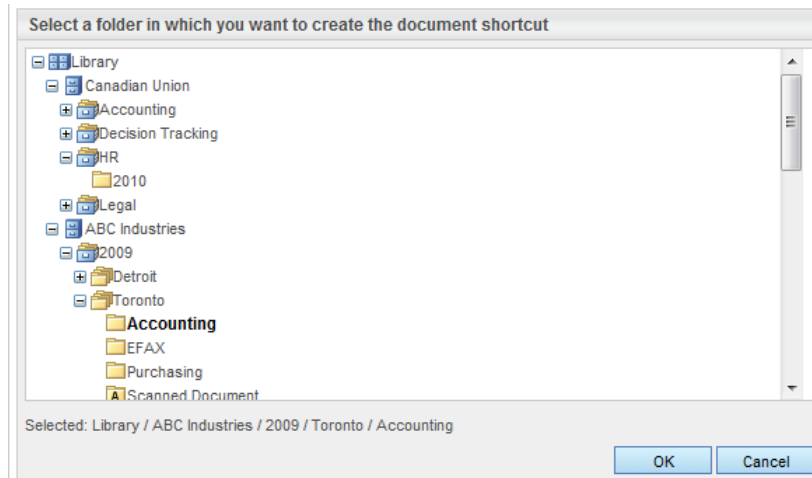 Select a folder in which you want to create the document shortcut
Library
Canadian Union
Accounting
Decision Tracking
HR
2010
Legal
ABC Industries
2009
Detroit
Toronto
Accounting
EFAX
Purchasing
A Scanned Document
Selected: Library / ABC Industries / 2009 / Toronto / Accounting
OK Cancel